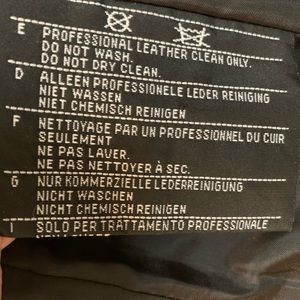 E PROFESSIONAL LEATHER CLEAN ONLY.
DO NOT WASH.
DO NOT DRY CLEAN.
D ALLEEN PROFESSIONELE LEDER REINIGING
NIET WASSEN
NIET CHEMISCH REINIGEN
F NETTOYAGE PAR UN PROFESSIONNEL DU CUIR
SEULEMENT
NE PAS LAVER.
NE PAS NETTOYER À SEC.
G NUR KOMMERZIELLE LEDERREINIGUNG
NICHT WASCHEN
NICHT CHEMISCH REINIGEN
I SOLO PER TRATTAMENTO PROFESSIONALE